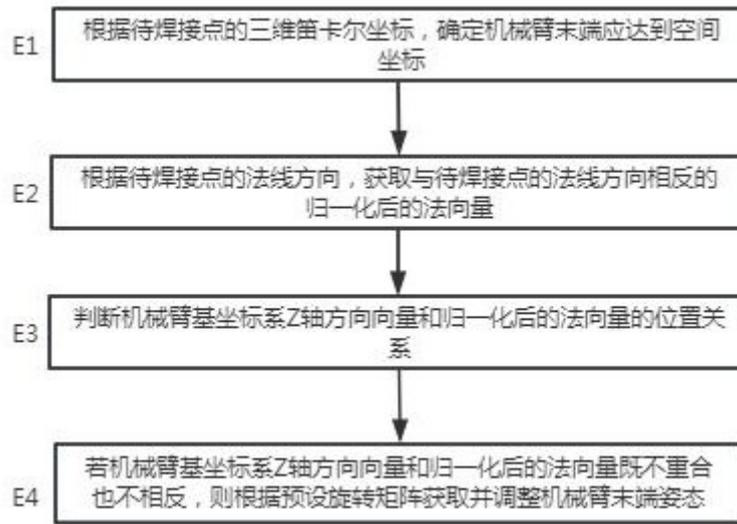 E1
根据待焊接点的三维笛卡尔坐标，确定机械臂末端应达到空间
坐标
E2
根据待焊接点的法线方向，获取与待焊接点的法线方向相反的
归一化后的法向量
E3
判断机械臂基坐标系Z轴方向向量和归一化后的法向量的位置关
系
E4
若机械臂基坐标系Z轴方向向量和归一化后的法向量既不重合
也不相反，则根据预设旋转矩阵获取并调整机械臂末端姿态